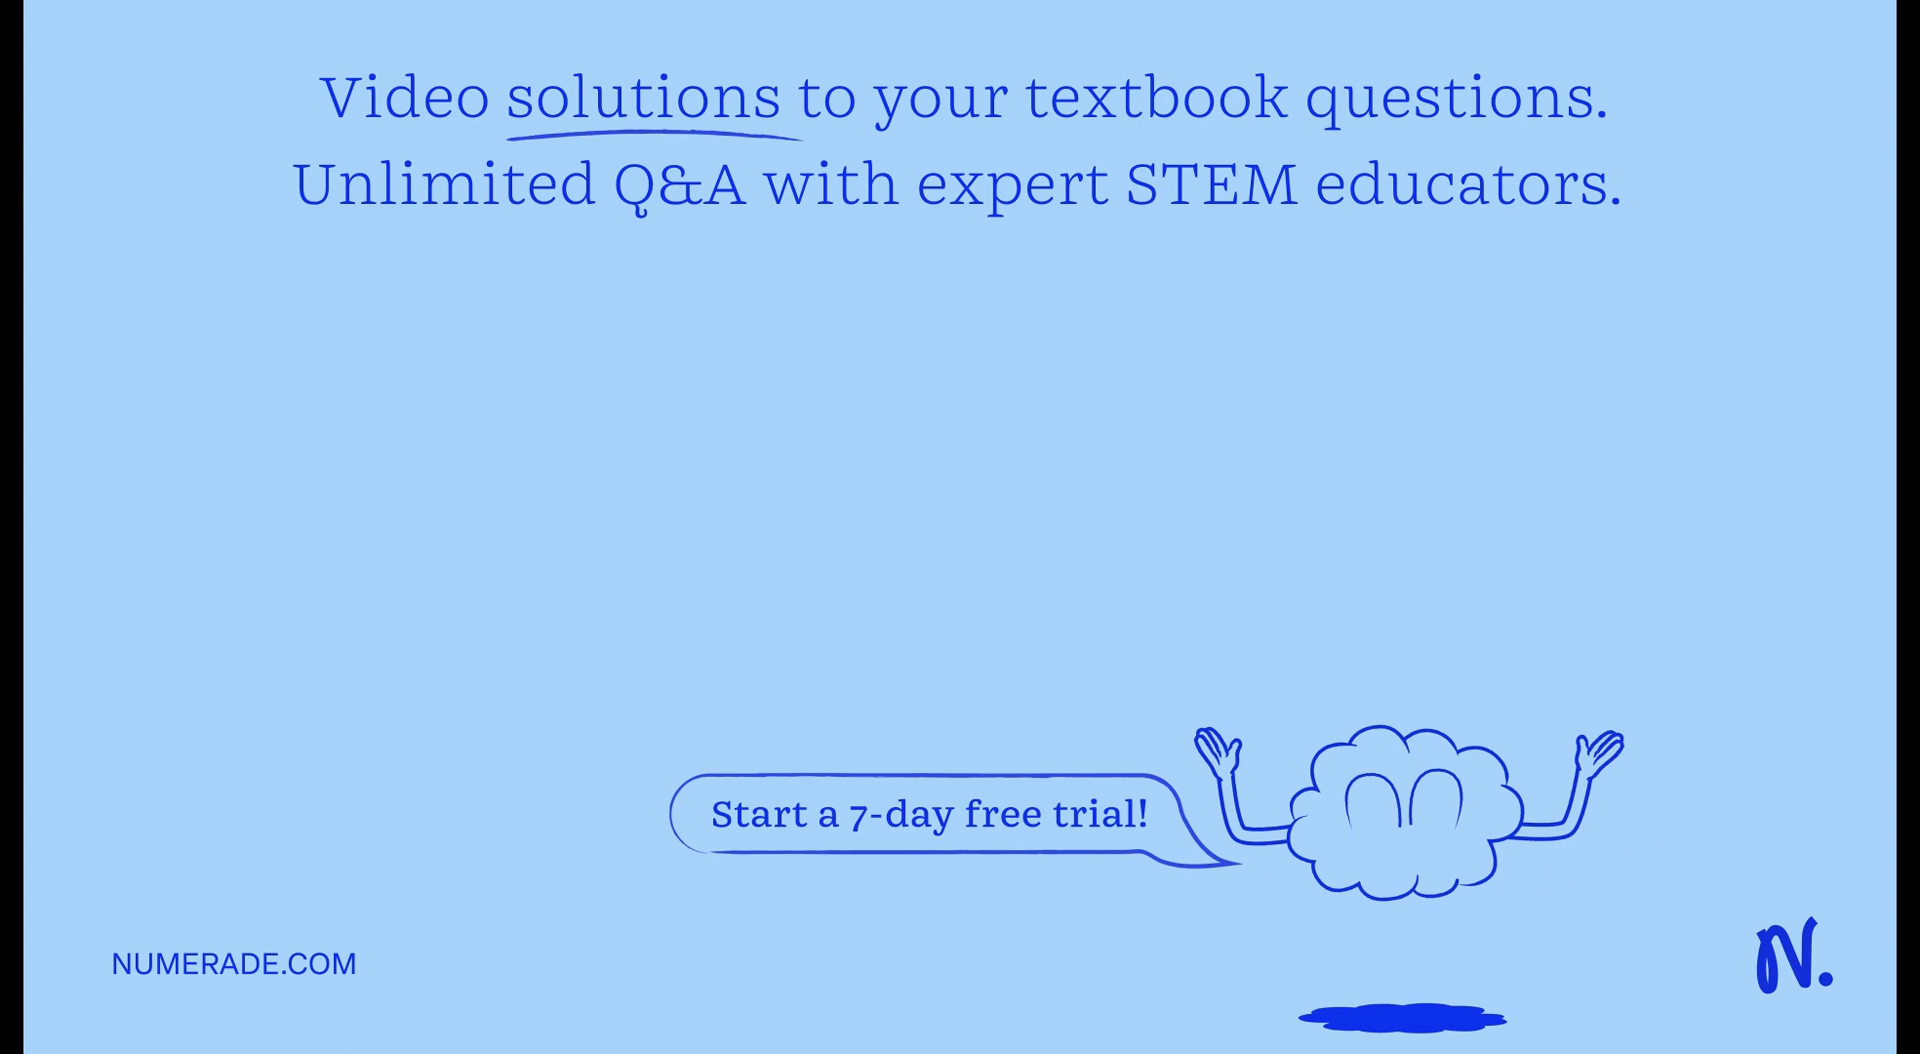 Video solutions to your textbook questions.
Unlimited Q&A with expert STEM educators.
Start a 7-day free trial!
NUMERADE.COM
N.